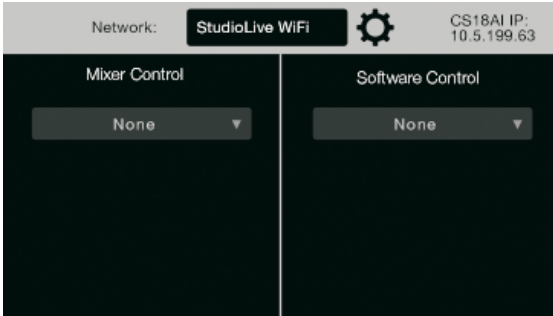 Network:
StudioLive WiFi
CS18AI IP:
10.5.199.63
Mixer Control
Software Control
None
None